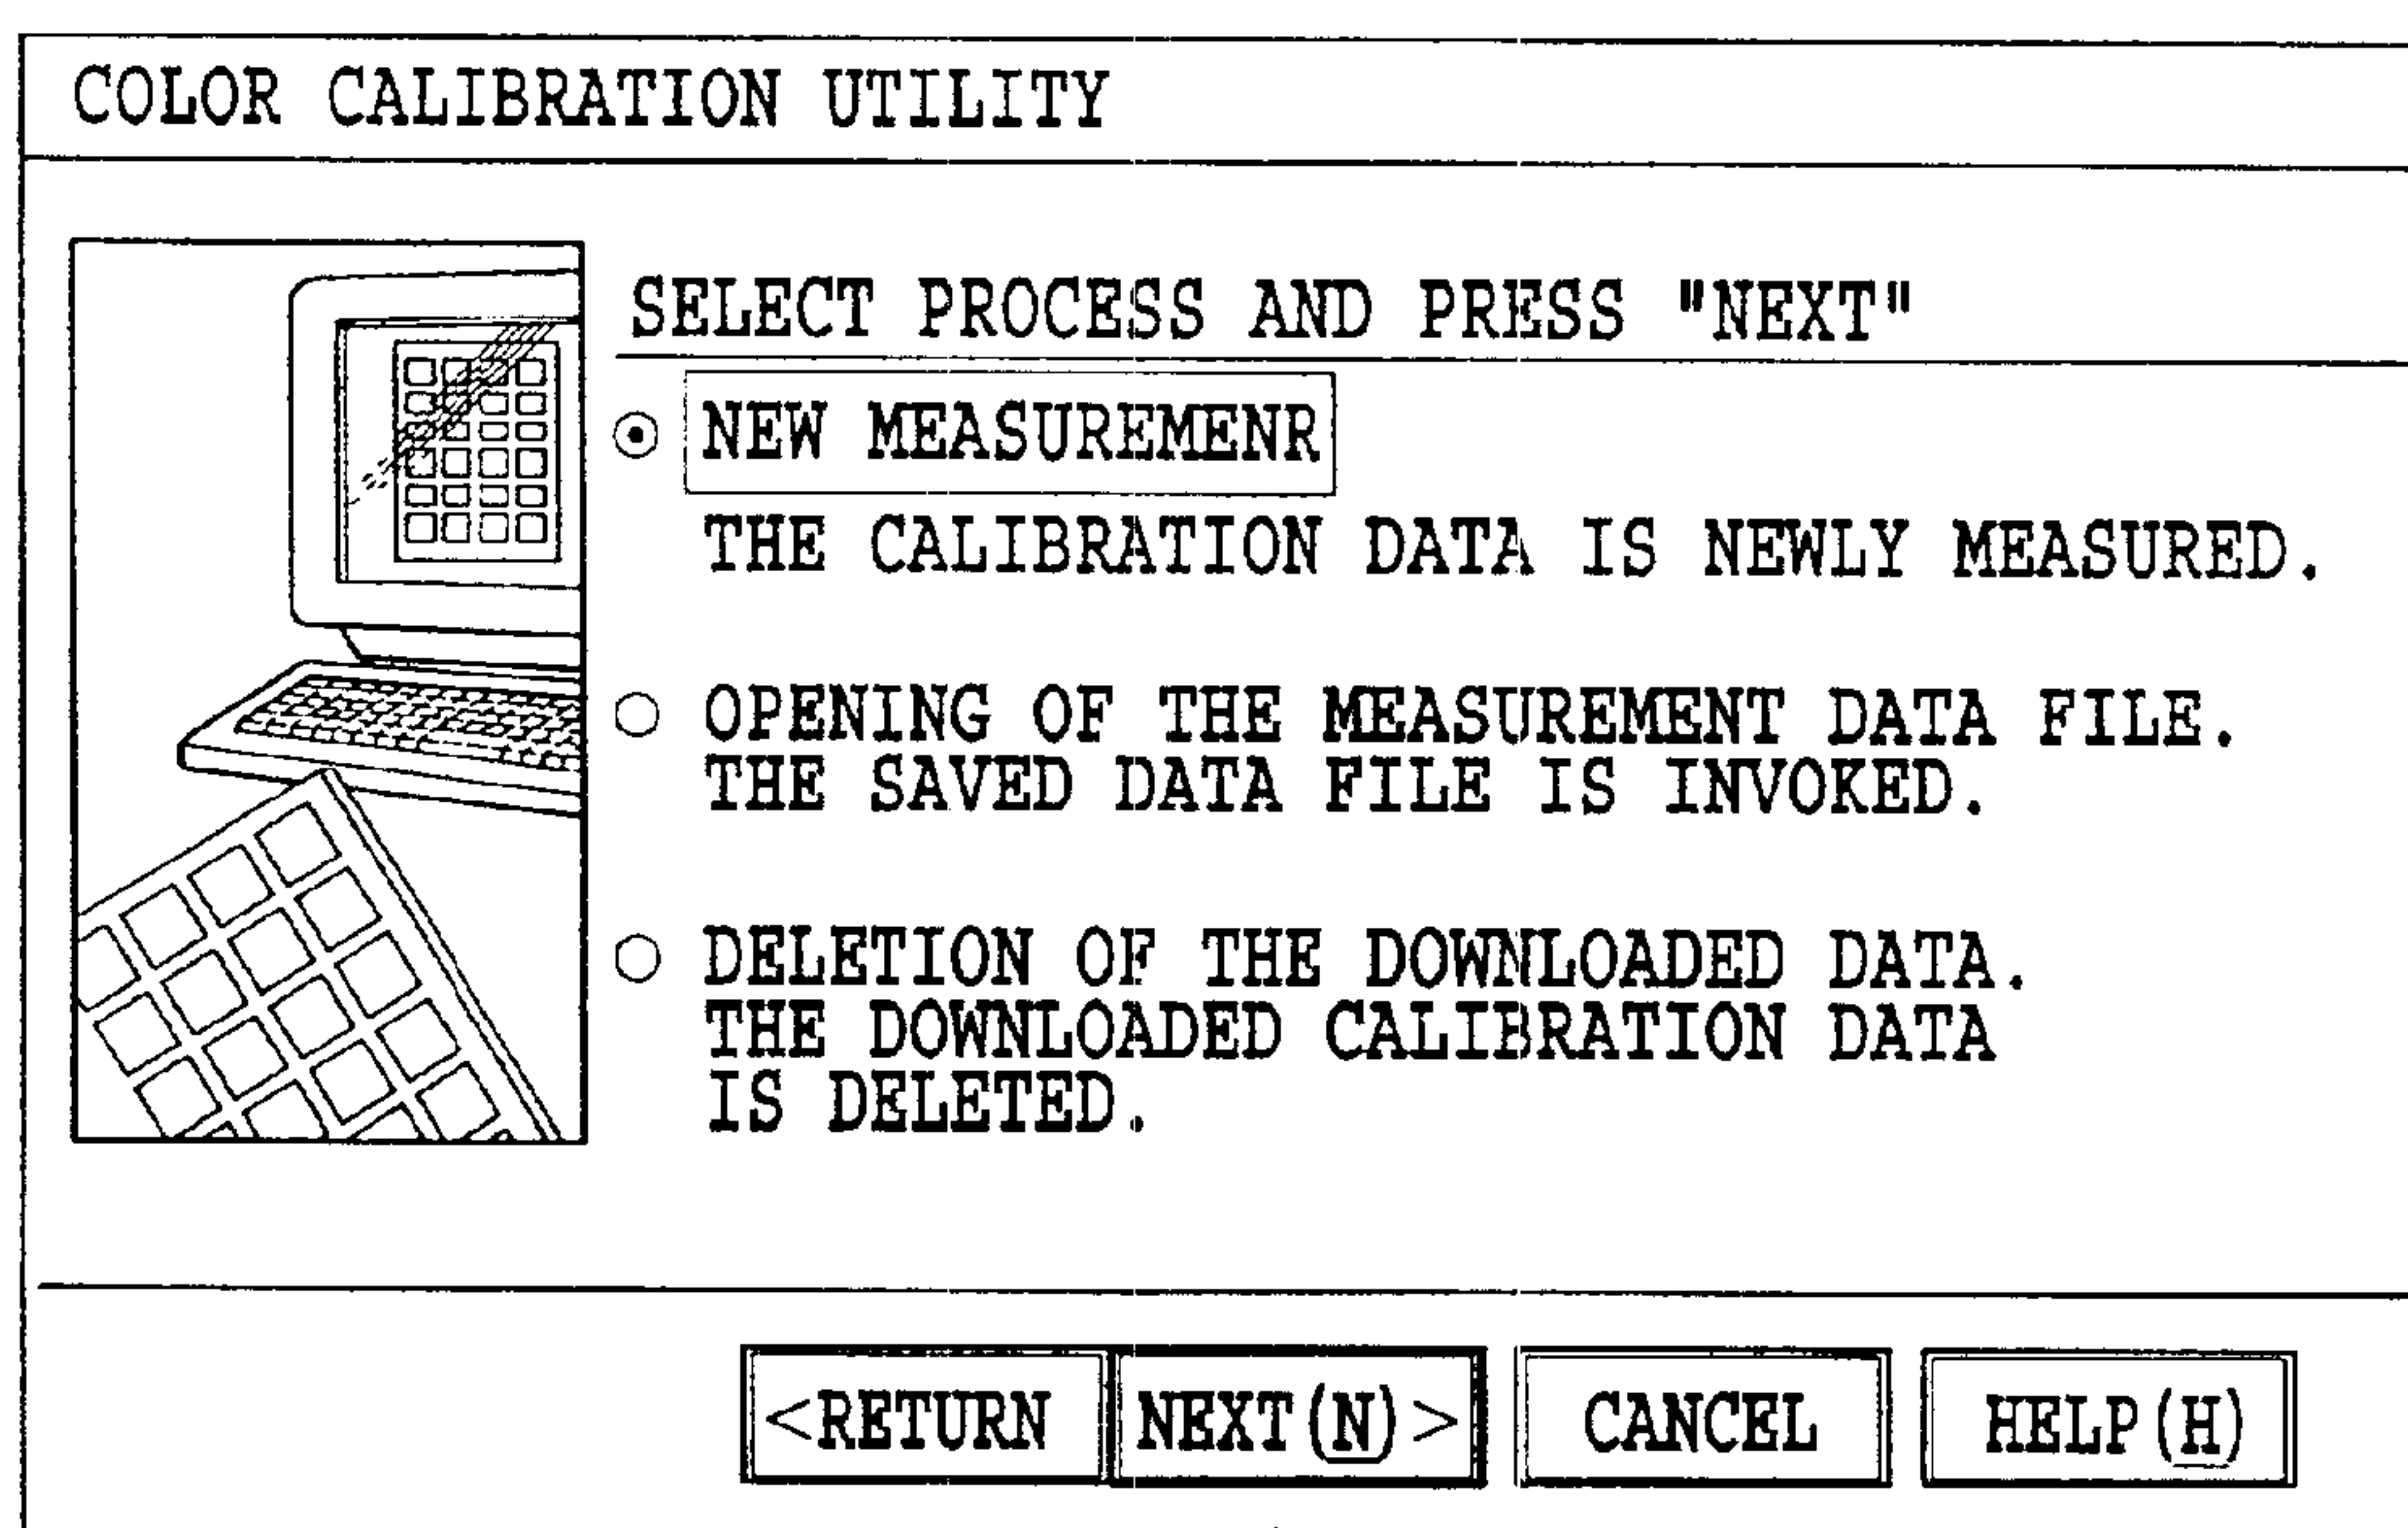 COLOR CALIBRATION UTILITY
SELECT PROCESS AND PRESS "NEXT"
NEW MEASUREMENR
THE CALIBRATION DATA IS NEWLY MEASURED.
OPENING OF THE MEASUREMENT DATA FILE.
THE SAVED DATA FILE IS INVOKED.
DELETION OF THE DOWNLOADED DATA.
THE DOWNLOADED CALIBRATION DATA
IS DELETED.
<RETURN NEXT(N)> CANCEL HELP(H)